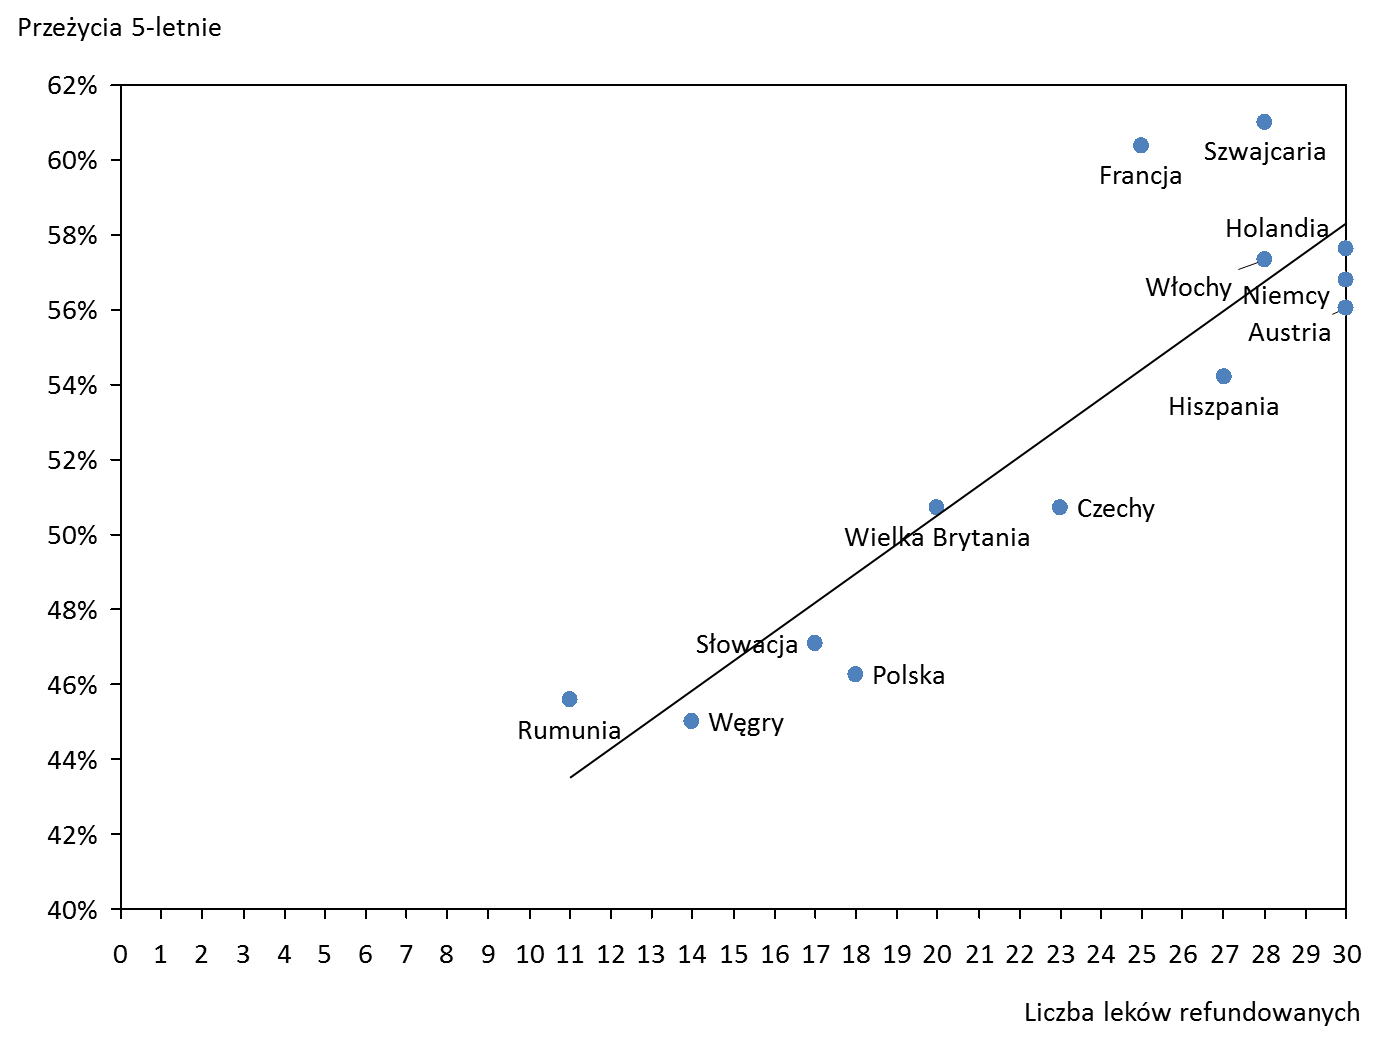 Przeżycia 5-letnie
62%
60%
58%
56%
54%
52%
50%
48%
46%
44%
42%
40%
Szwajcaria
Francja
Holandia
Włochy
Niemcy
Austria
Hiszpania
Czechy
Wielka Brytania
Słowacja
Polska
Rumunia
Węgry
0 1 2 3 4 5 6 7 8 9 10 11 12 13 14 15 16 17 18 19 20 21 22 23 24 25 26 27 28 29 30
Liczba leków refundowanych